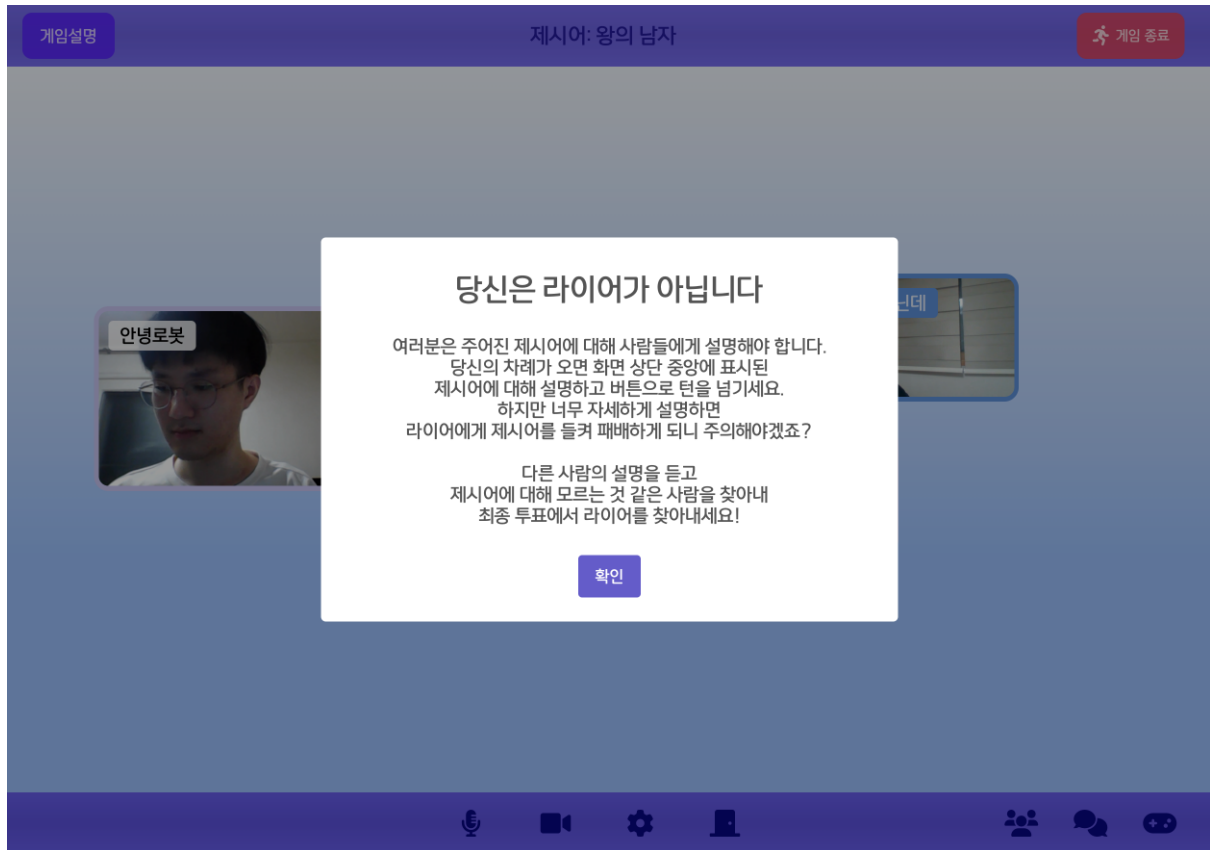 게임설명
제시어: 왕의 남자
게임 종료
안녕로봇
닌데
당신은 라이어가 아닙니다
여러분은 주어진 제시어에 대해 사람들에게 설명해야 합니다.
당신의 차례가 오면 화면 상단 중앙에 표시된
제시어에 대해 설명하고 버튼으로 턴을 넘기세요.
하지만 너무 자세하게 설명하면
라이어에게 제시어를 들켜 패배하게 되니 주의해야겠죠?
다른 사람의 설명을 듣고
제시어에 대해 모르는 것 같은 사람을 찾아내
최종 투표에서 라이어를 찾아내세요!
확인